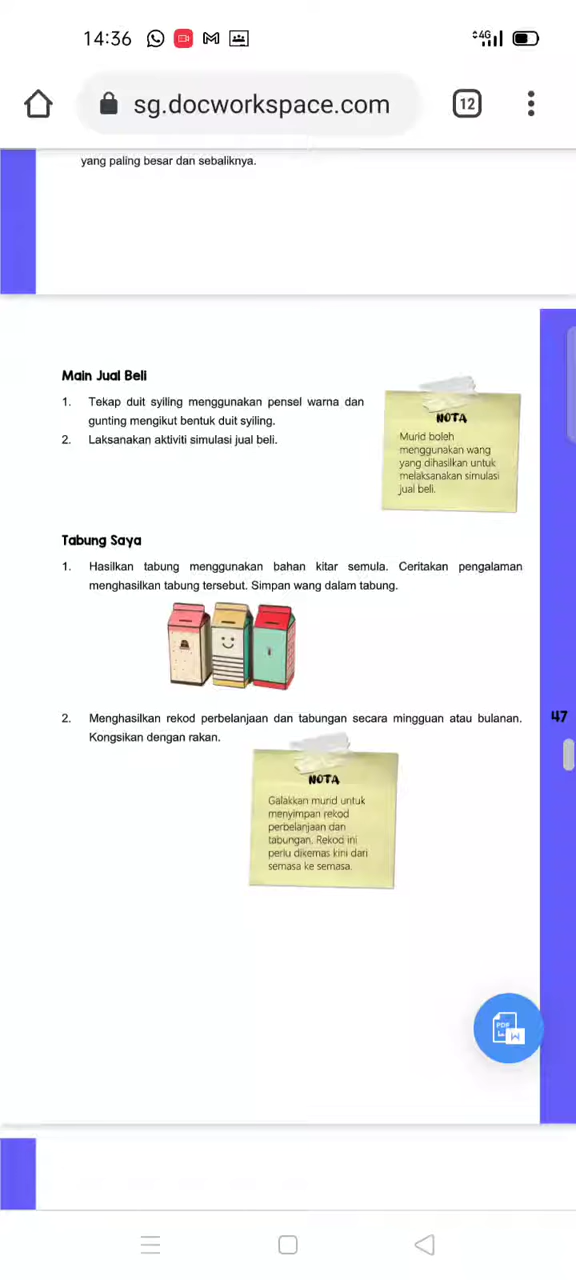 14:36
4G
sg.docworkspace.com
12
yang paling besar dan sebaliknya.
Main Jual Beli
1. Tekap duit syiling menggunakan pensel warna dan
gunting mengikut bentuk duit syiling.
2. Laksanakan aktiviti simulasi jual beli.
NOTA
Murid boleh
menggunakan wang
yang dihasilkan untuk
melaksanakan simulasi
jual beli.
Tabung Saya
1. Hasilkan tabung menggunakan bahan kitar semula. Ceritakan pengalaman
menghasilkan tabung tersebut. Simpan wang dalam tabung.
2. Menghasilkan rekod perbelanjaan dan tabungan secara mingguan atau bulanan.
Kongsikan dengan rakan.
47
NOTA
Galakkan murid untuk
menyimpan rekod
perbelanjaan dan
tabungan. Rekod ini
perlu dikemas kini dari
semasa ke semasa.
PDF
W